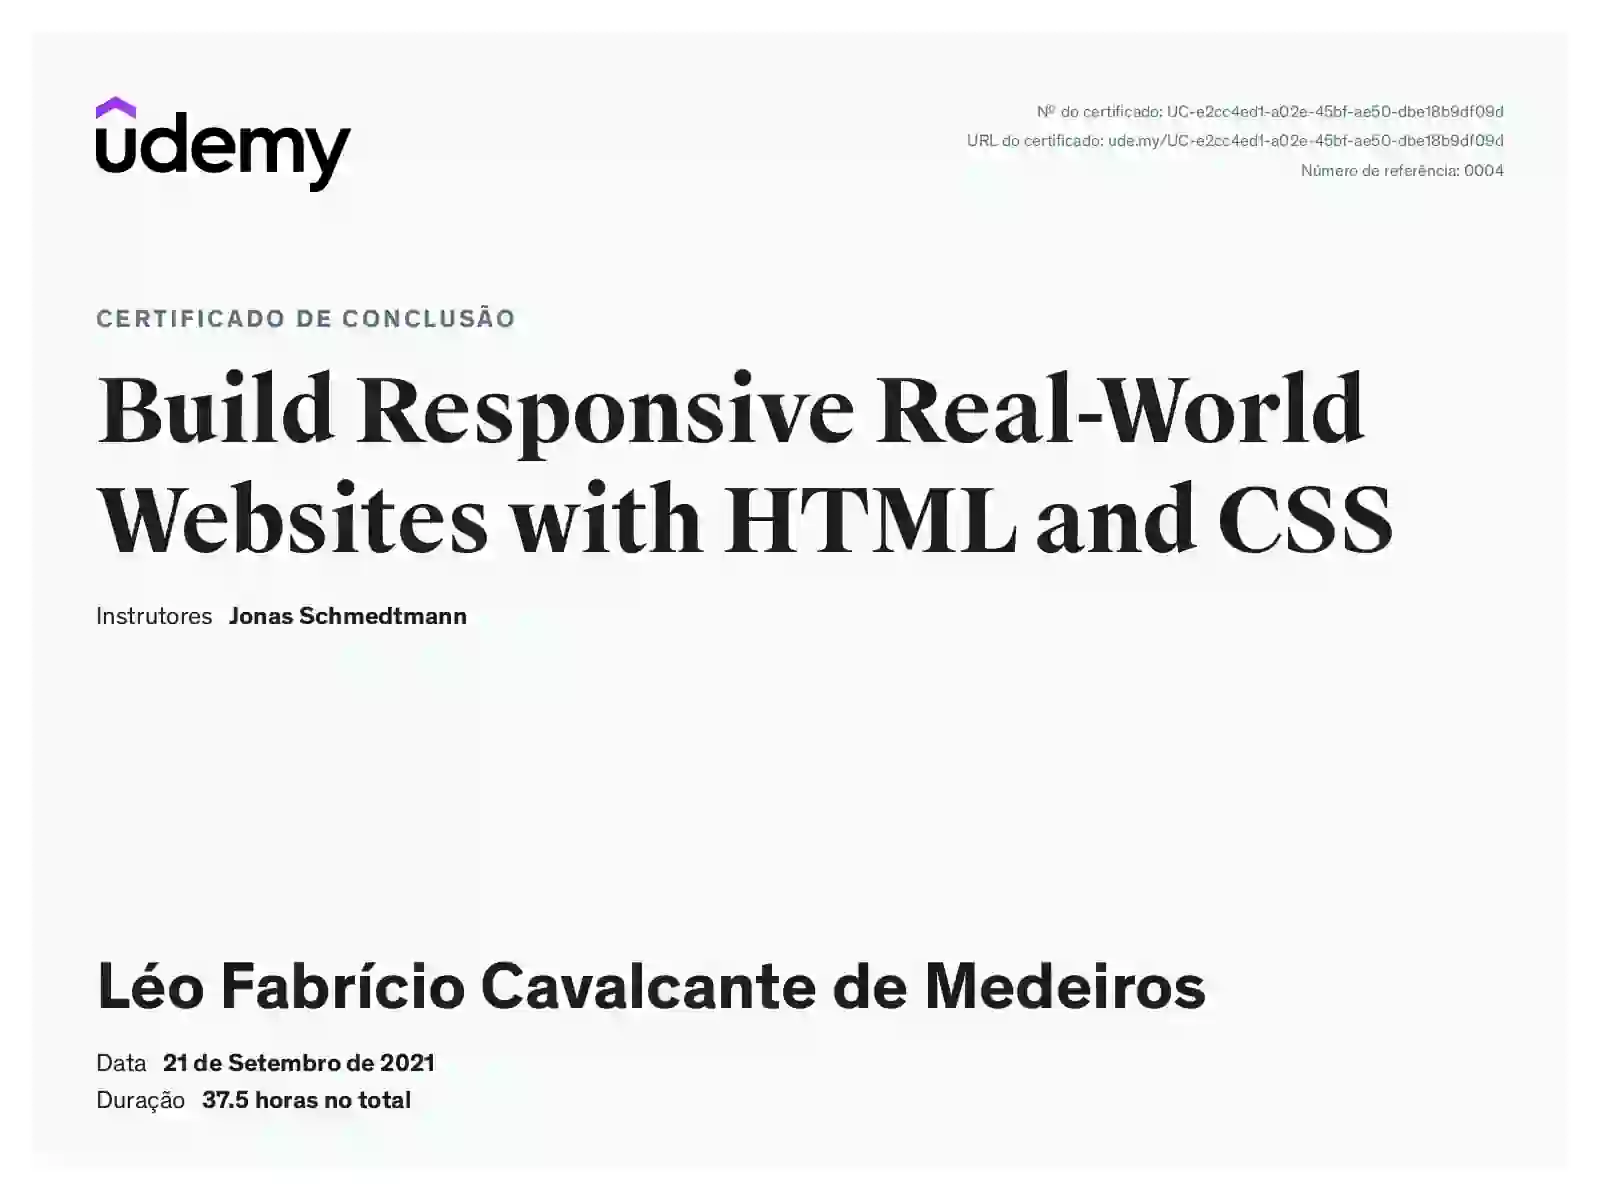 udemy
Nº do certificado: UC-e2cc4ed1-a02e-45bf-ae50-dbe18b9df09d
URL do certificado: ude.my/UC-e2cc4ed1-a02e-45bf-ae50-dbe18b9df09d
Número de referência: 0004
CERTIFICADO DE CONCLUSÃO
Build Responsive Real-World
Websites with HTML and CSS
Instrutores Jonas Schmedtmann
Léo Fabrício Cavalcante de Medeiros
Data 21 de Setembro de 2021
Duração 37.5 horas no total